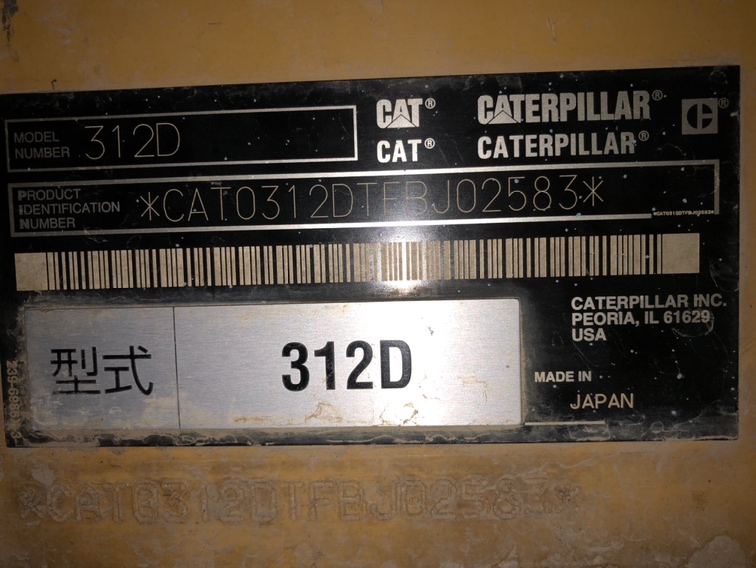 MODEL NUMBER 312D
CAT® CATERPILLAR®
CAT® CATERPILLAR®
PRODUCT IDENTIFICATION NUMBER *CAT0312DTFBJ02583*
*CAT0312DTFBJ02583*
CATERPILLAR INC.
PEORIA, IL 61629
USA
型式 312D
MADE IN
JAPAN
*CAT0312DTFBJ02583*